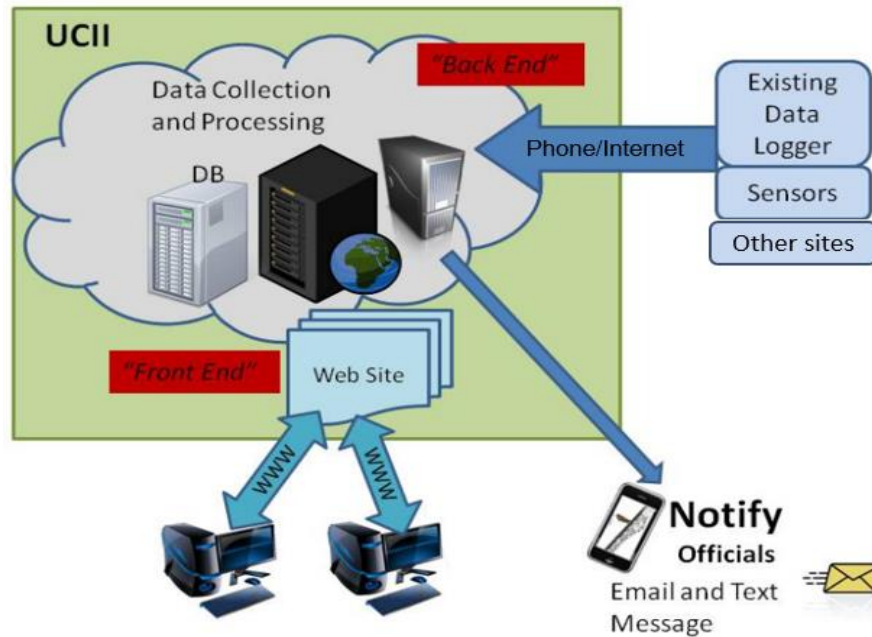 UCII
"Back End"
Data Collection
and Processing
DB
Existing
Data
Logger
Phone/Internet
Sensors
Other sites
"Front End"
Web Site
WWW
WWW
Notify
Officials
Email and Text
Message